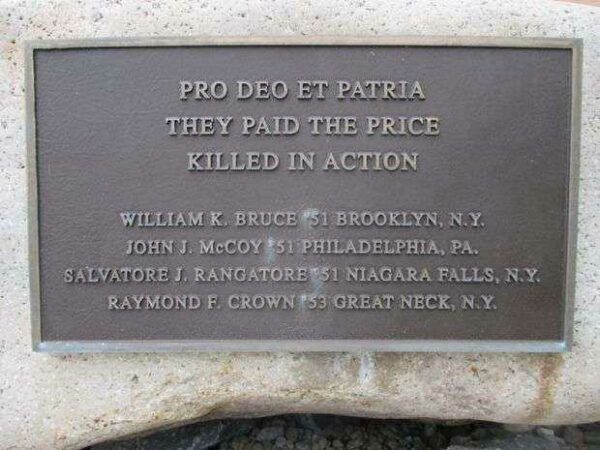 PRO DEO ET PATRIA
THEY PAID THE PRICE
KILLED IN ACTION
WILLIAM K. BRUCE '51 BROOKLYN, N.Y.
JOHN J. McCOY '51 PHILADELPHIA, PA.
SALVATORE J. RANGATORE '51 NIAGARA FALLS, N.Y.
RAYMOND F. CROWN '53 GREAT NECK, N.Y.